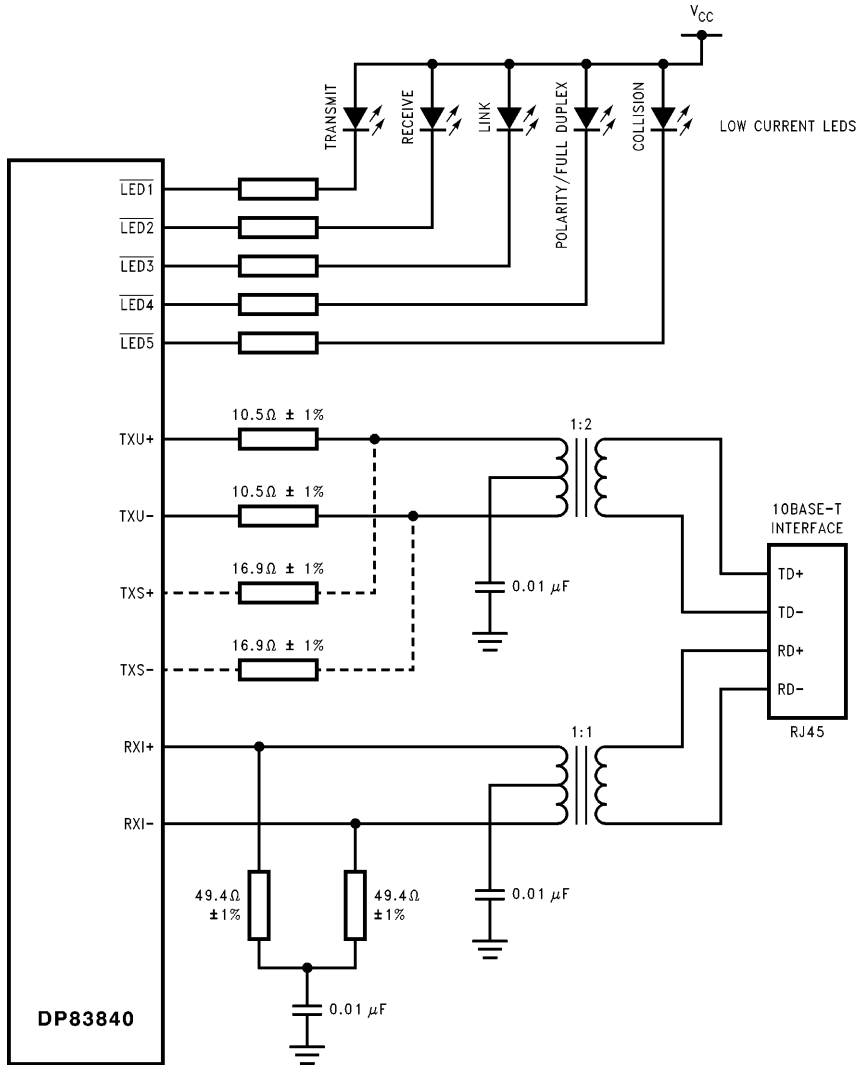 V_CC
TRANSMIT
RECEIVE
LINK
POLARITY/FULL DUPLEX
COLLISION
LOW CURRENT LEDS
LED1
LED2
LED3
LED4
LED5
10.5Ω ± 1%
TXU+
1:2
10.5Ω ± 1%
TXU-
10BASE-T
INTERFACE
16.9Ω ± 1%
TXS+
0.01 μF
TD+
TD-
16.9Ω ± 1%
TXS-
RD+
RD-
RJ45
RXI+
1:1
RXI-
49.4Ω
±1%
49.4Ω
±1%
0.01 μF
0.01 μF
DP83840